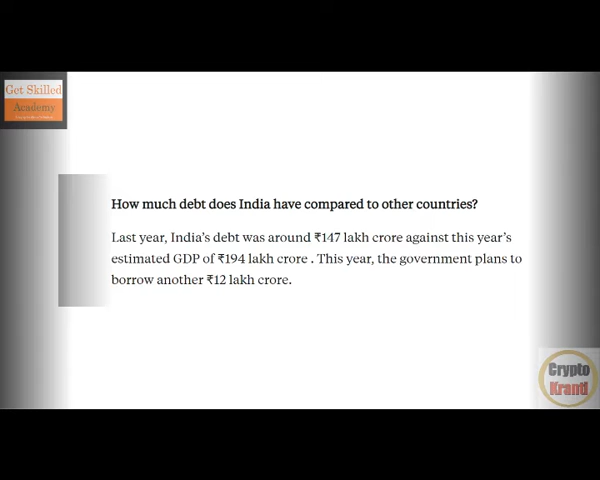 Get Skilled
Academy
How much debt does India have compared to other countries?
Last year, India's debt was around ₹147 lakh crore against this year's
estimated GDP of ₹194 lakh crore . This year, the government plans to
borrow another ₹12 lakh crore.
Crypto
Kranti